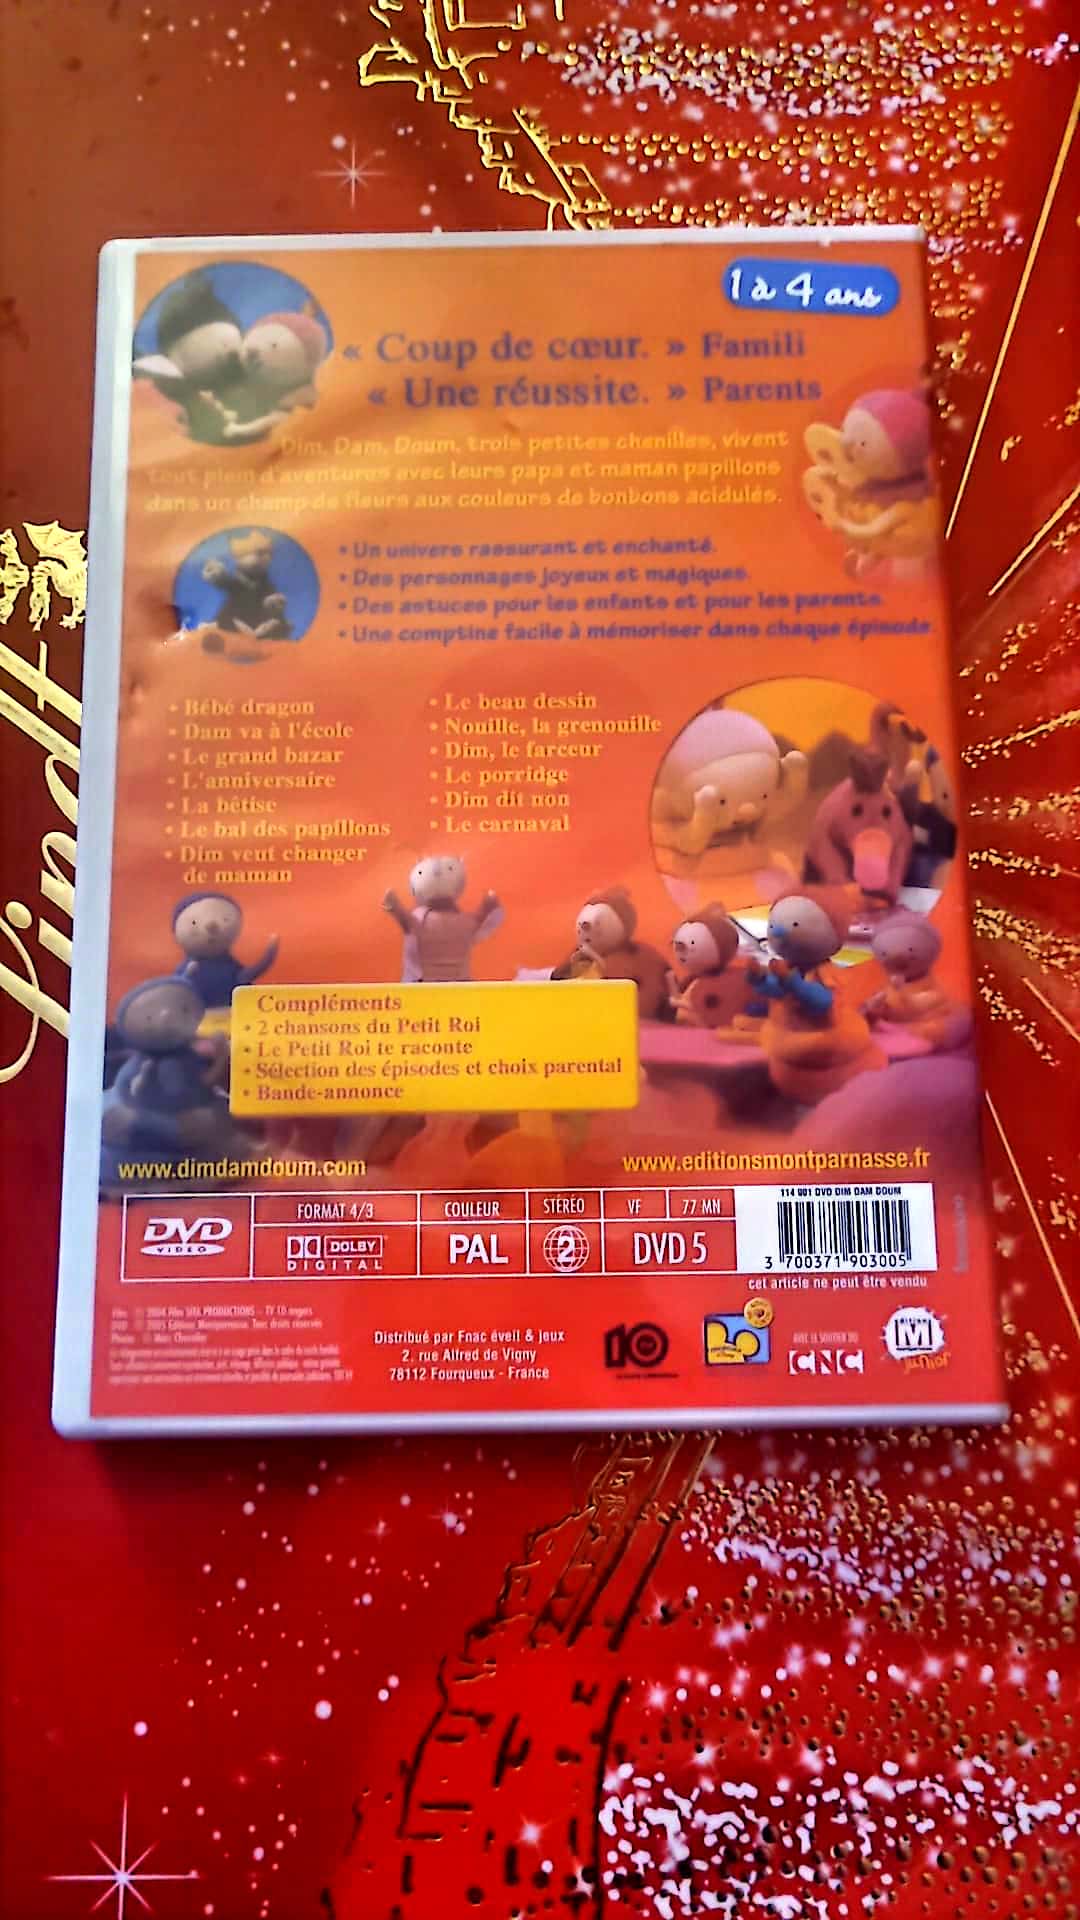 1 à 4 ans
« Coup de cœur. » Famili
« Une réussite. » Parents
Dim, Dam, Doum, trois petites chenilles, vivent
tout plein d'aventures avec leurs papa et maman papillons
dans un champ de fleurs aux couleurs de bonbons acidulés.
• Un univers rassurant et enchanté.
• Des personnages joyeux et magiques.
• Des astuces pour les enfants et pour les parents.
• Une comptine facile à mémoriser dans chaque épisode.
• Bébé dragon
• Dam va à l'école
• Le grand bazar
• L'anniversaire
• La bêtise
• Le bal des papillons
• Dim veut changer
de maman
• Le beau dessin
• Nouille, la grenouille
• Dim, le farceur
• Le porridge
• Dim dit non
• Le carnaval
Compléments
• 2 chansons du Petit Roi
• Le Petit Roi te raconte
• Sélection des épisodes et choix parental
• Bande-annonce
www.dimdamdoum.com
www.editionsmontparnasse.fr
DVD
VIDEO
FORMAT 4/3
DOLBY
DIGITAL
COULEUR
PAL
STÉRÉO
2
VF
77 MN
DVD 5
114 001 DVD DIM DAM DOUM
3 700371 903005
cet article ne peut être vendu
Distribué par Fnac éveil & jeux
2, rue Alfred de Vigny
78112 Fourqueux - France
10
AVEC LE SOUTIEN DU
CNC
M
junior
Lindt